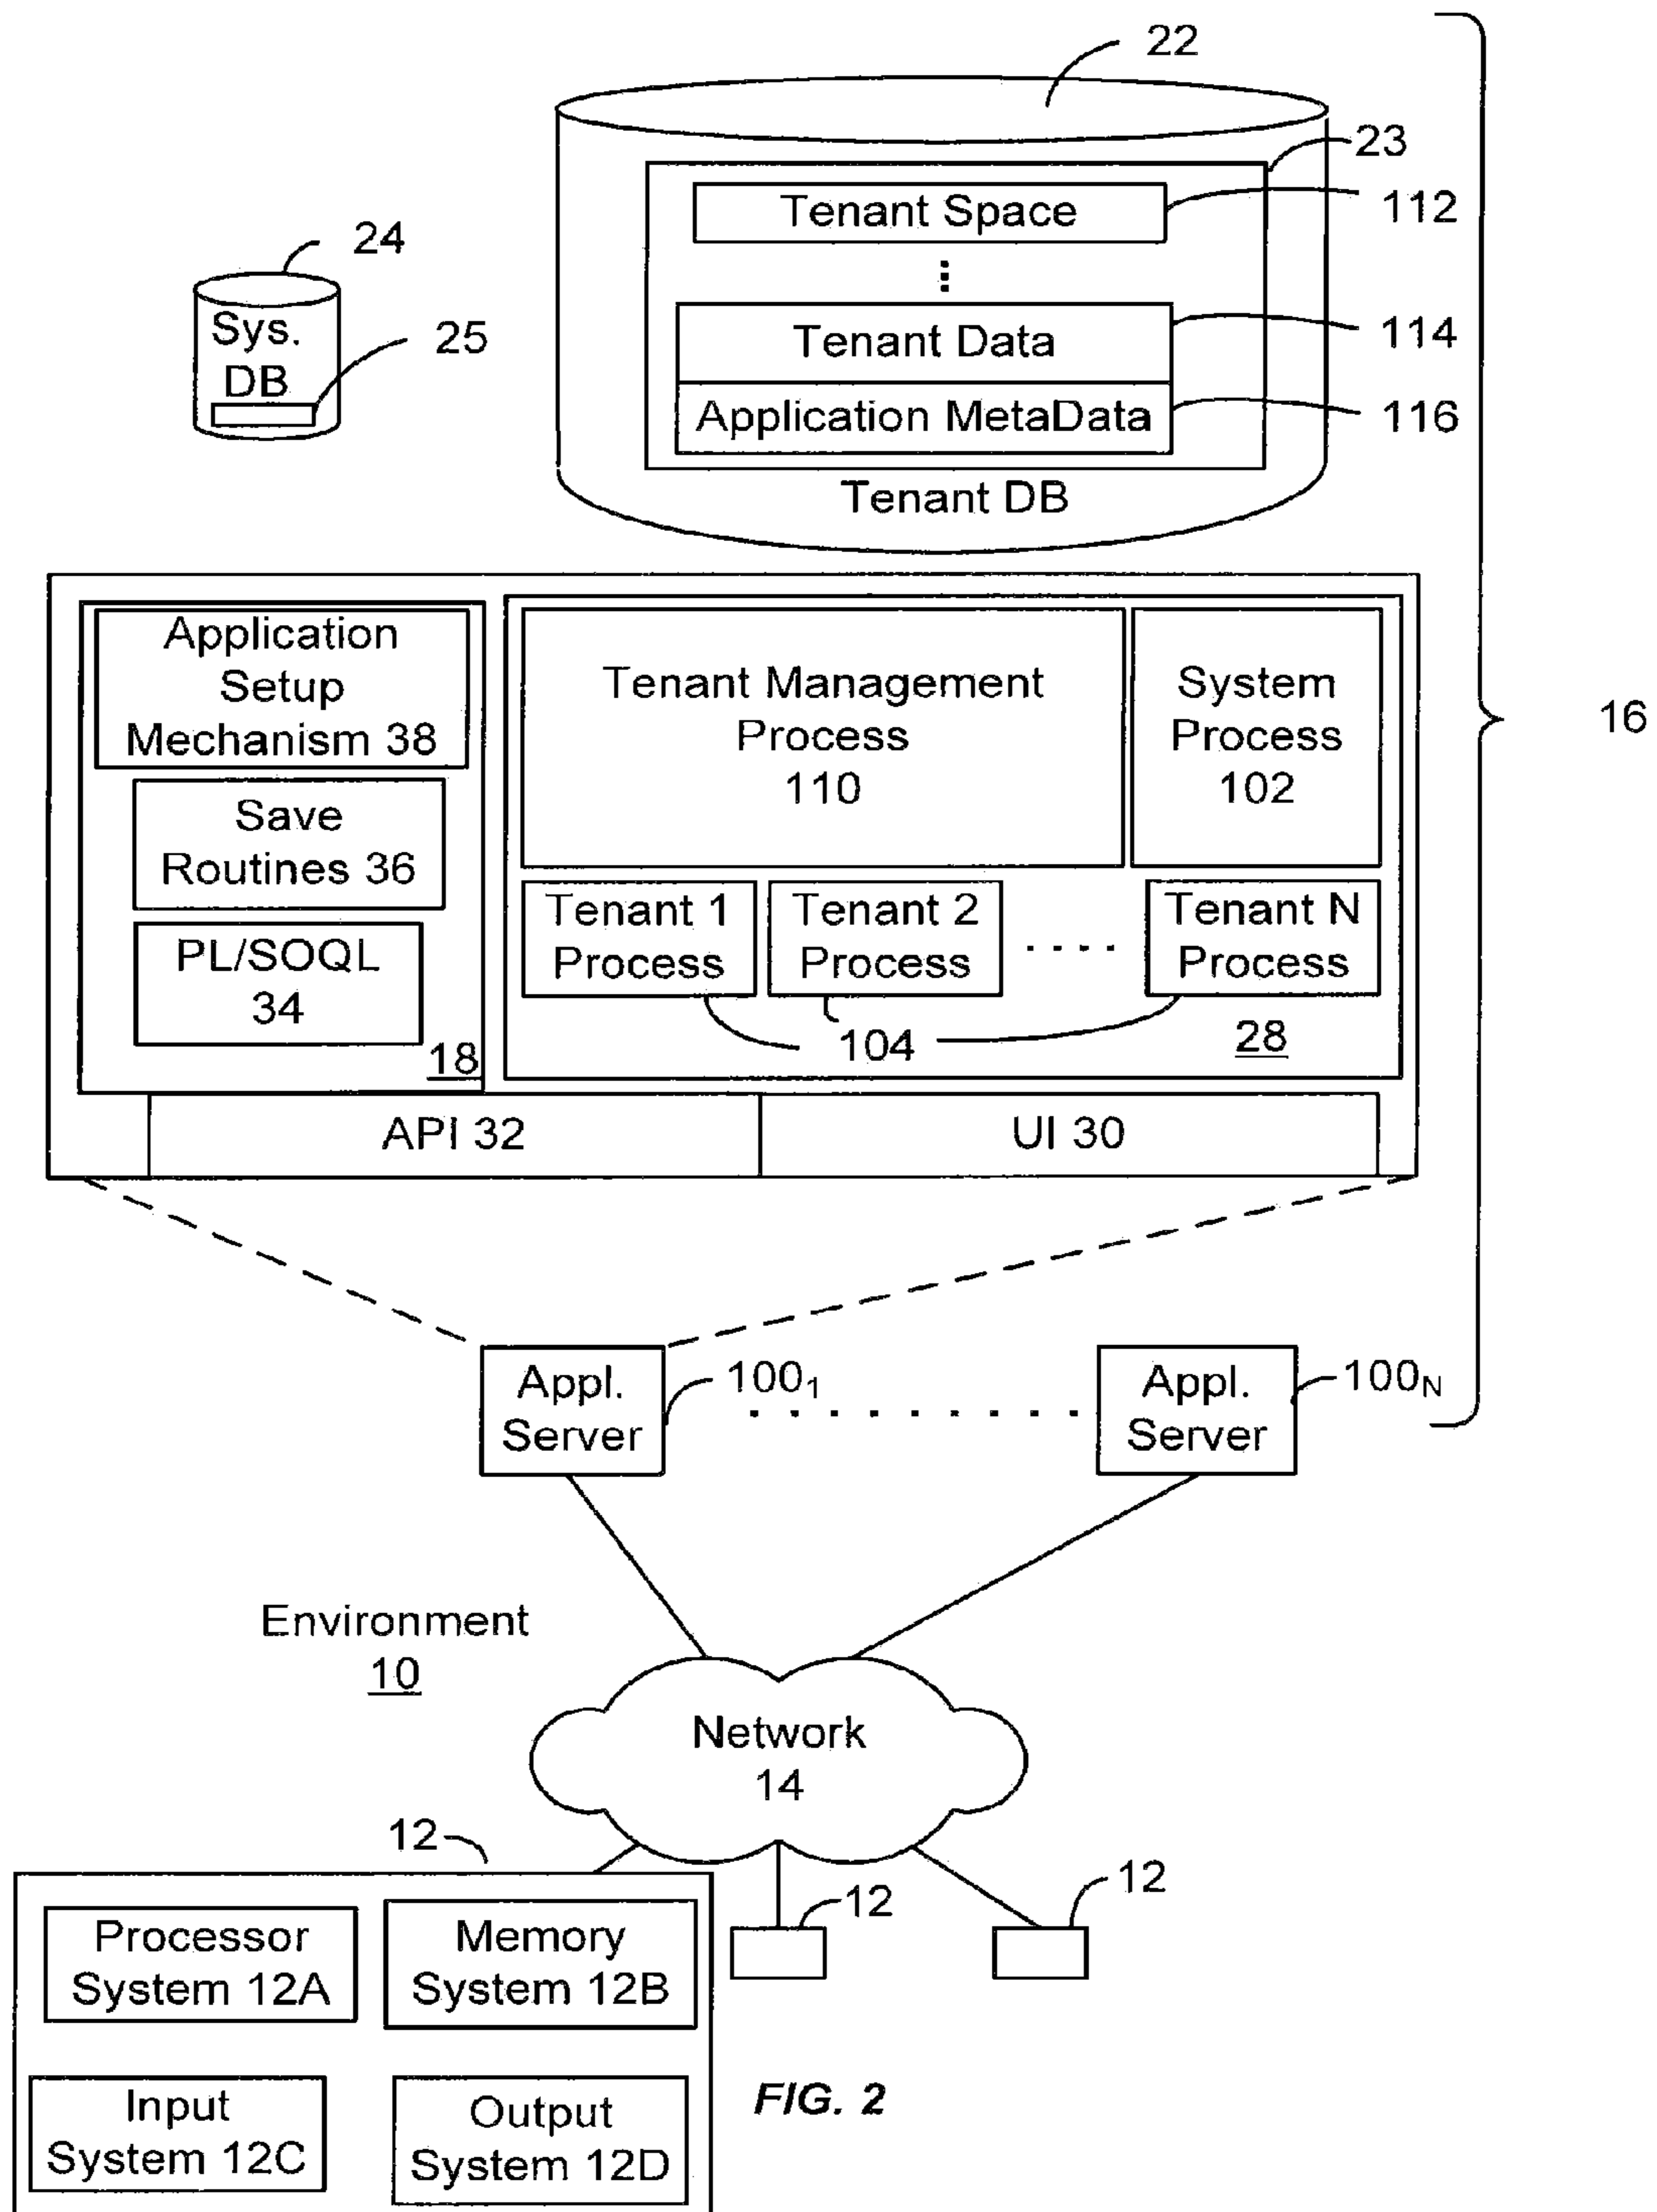 22
23
Tenant Space
112
24
Sys.
DB
25
Tenant Data
114
Application MetaData
116
Tenant DB
Application
Setup
Mechanism 38
Save
Routines 36
PL/SOQL
34
18
Tenant Management
Process
110
System
Process
102
16
Tenant 1
Process
Tenant 2
Process
Tenant N
Process
104
28
API 32
UI 30
Appl.
Server
100₁
Appl.
Server
100N
Environment
10
Network
14
12
12
12
Processor
System 12A
Memory
System 12B
Input
System 12C
Output
System 12D
FIG. 2